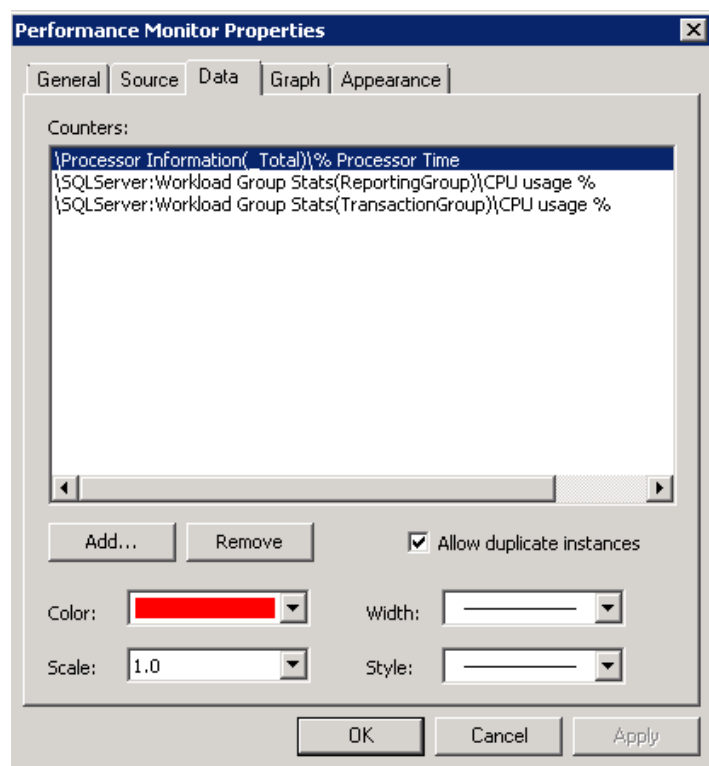 Performance Monitor Properties
General Source Data Graph Appearance
Counters:
\Processor Information(_Total)\% Processor Time
\SQLServer:Workload Group Stats(ReportingGroup)\CPU usage %
\SQLServer:Workload Group Stats(TransactionGroup)\CPU usage %
Add... Remove Allow duplicate instances
Color: Width:
Scale: 1.0 Style:
OK Cancel Apply